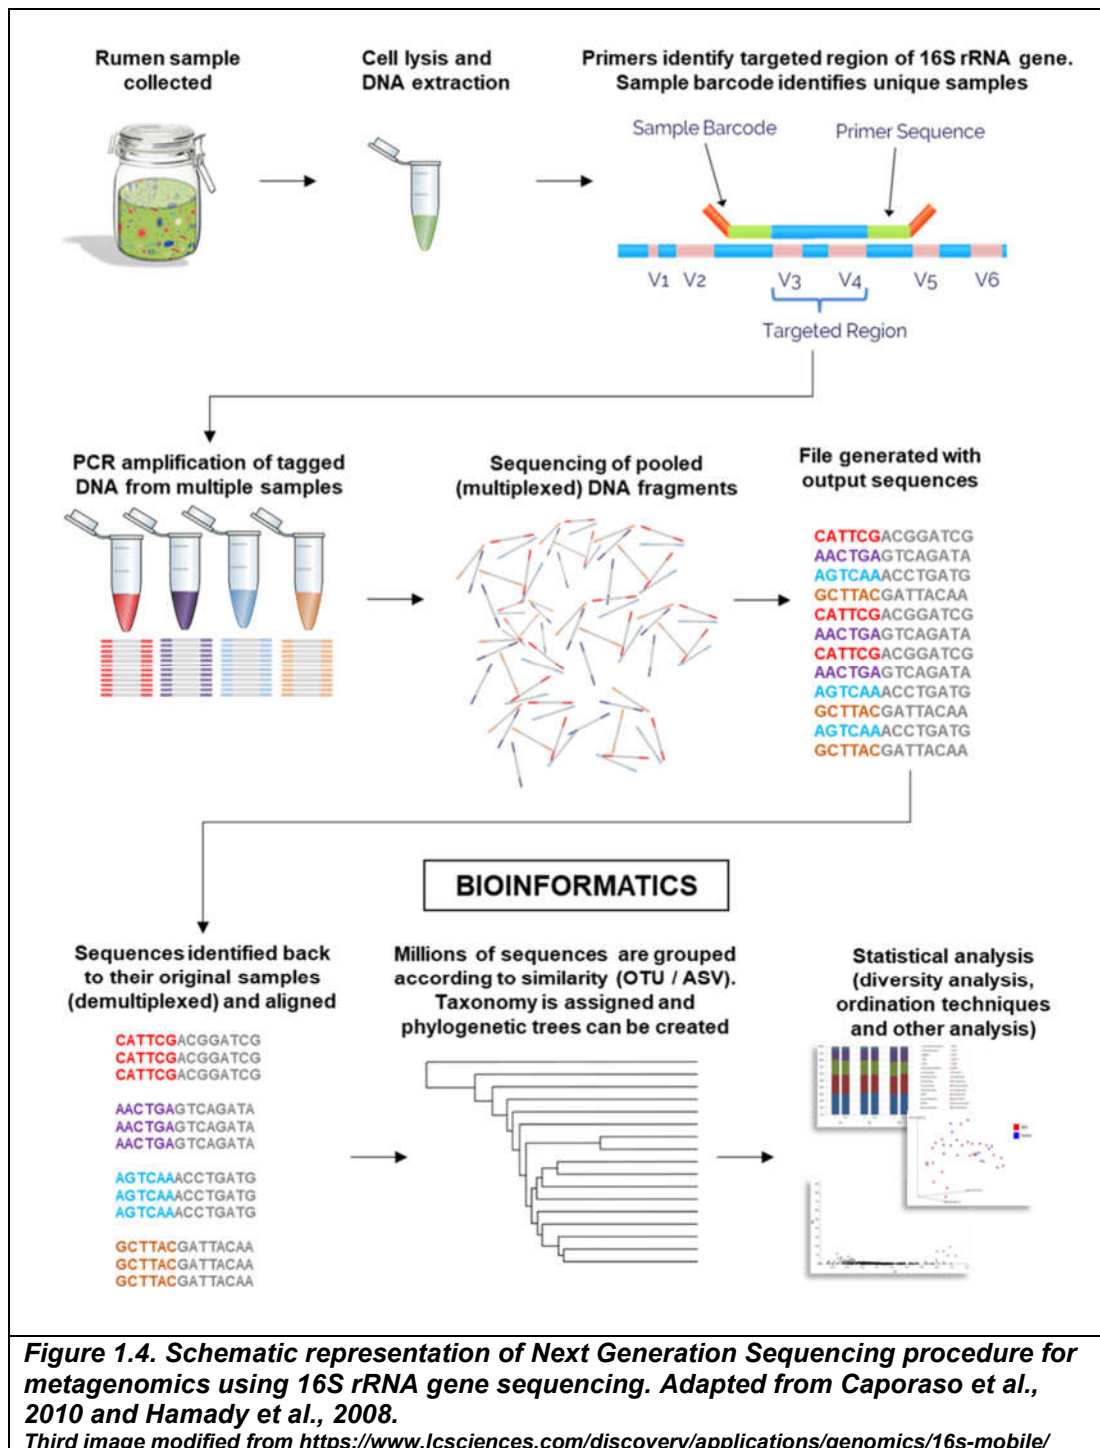 Rumen sample
collected
Cell lysis and
DNA extraction
Primers identify targeted region of 16S rRNA gene.
Sample barcode identifies unique samples
Sample Barcode
Primer Sequence
V1 V2 V3 V4 V5 V6
Targeted Region
PCR amplification of tagged
DNA from multiple samples
Sequencing of pooled
(multiplexed) DNA fragments
File generated with
output sequences
CATTCGACGGATCG
AACTGAGTCAGATA
AGTCAAACCTGATG
GCTTACGATTACAA
CATTCGACGGATCG
AACTGAGTCAGATA
CATTCGACGGATCG
AACTGAGTCAGATA
AGTCAAACCTGATG
GCTTACGATTACAA
AGTCAAACCTGATG
GCTTACGATTACAA
BIOINFORMATICS
Sequences identified back
to their original samples
(demultiplexed) and aligned
CATTCGACGGATCG
CATTCGACGGATCG
CATTCGACGGATCG
AACTGAGTCAGATA
AACTGAGTCAGATA
AACTGAGTCAGATA
AGTCAAACCTGATG
AGTCAAACCTGATG
AGTCAAACCTGATG
GCTTACGATTACAA
GCTTACGATTACAA
GCTTACGATTACAA
Millions of sequences are grouped
according to similarity (OTU / ASV).
Taxonomy is assigned and
phylogenetic trees can be created
Statistical analysis
(diversity analysis,
ordination techniques
and other analysis)
Figure 1.4. Schematic representation of Next Generation Sequencing procedure for
metagenomics using 16S rRNA gene sequencing. Adapted from Caporaso et al.,
2010 and Hamady et al., 2008.
Third image modified from https://www.lcsciences.com/discovery/applications/genomics/16s-mobile/